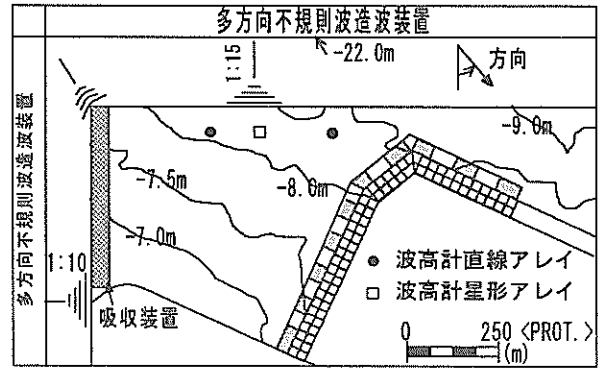 多方向不規則波造波装置
多方向不規則波造波装置
1:15
-22.0m
方向
-9.0m
-7.5m
-8.0m
-7.0m
1:10
吸収装置
● 波高計直線アレイ
□ 波高計星形アレイ
0 250 <PROT.>
(m)